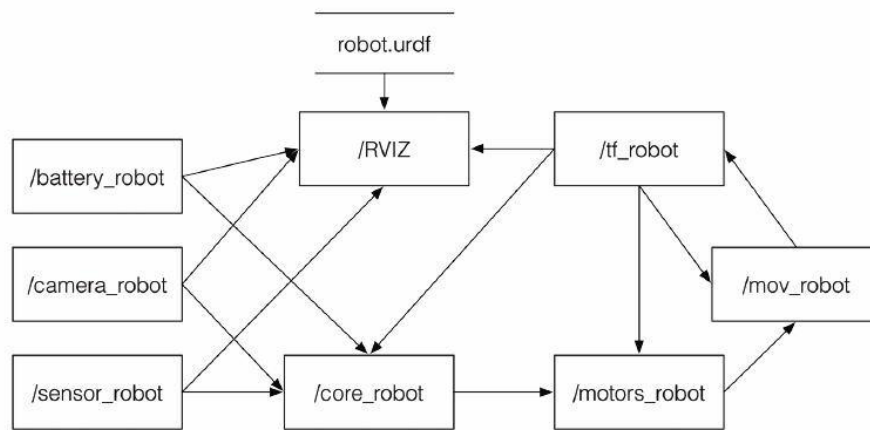 robot.urdf
/RVIZ
/tf_robot
/battery_robot
/camera_robot
/mov_robot
/sensor_robot
/core_robot
/motors_robot